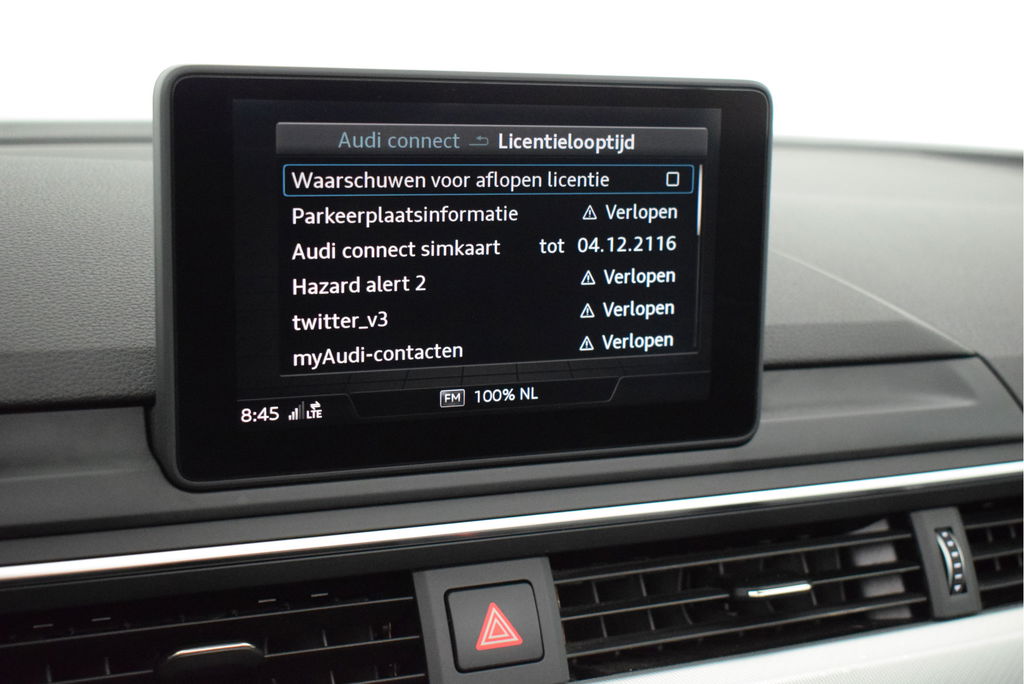 Audi connect Licentielooptijd
Waarschuwen voor aflopen licentie
Parkeerplaatsinformatie Verlopen
Audi connect simkaart tot 04.12.2116
Hazard alert 2 Verlopen
twitter_v3 Verlopen
myAudi-contacten Verlopen
FM 100% NL
8:45 LTE